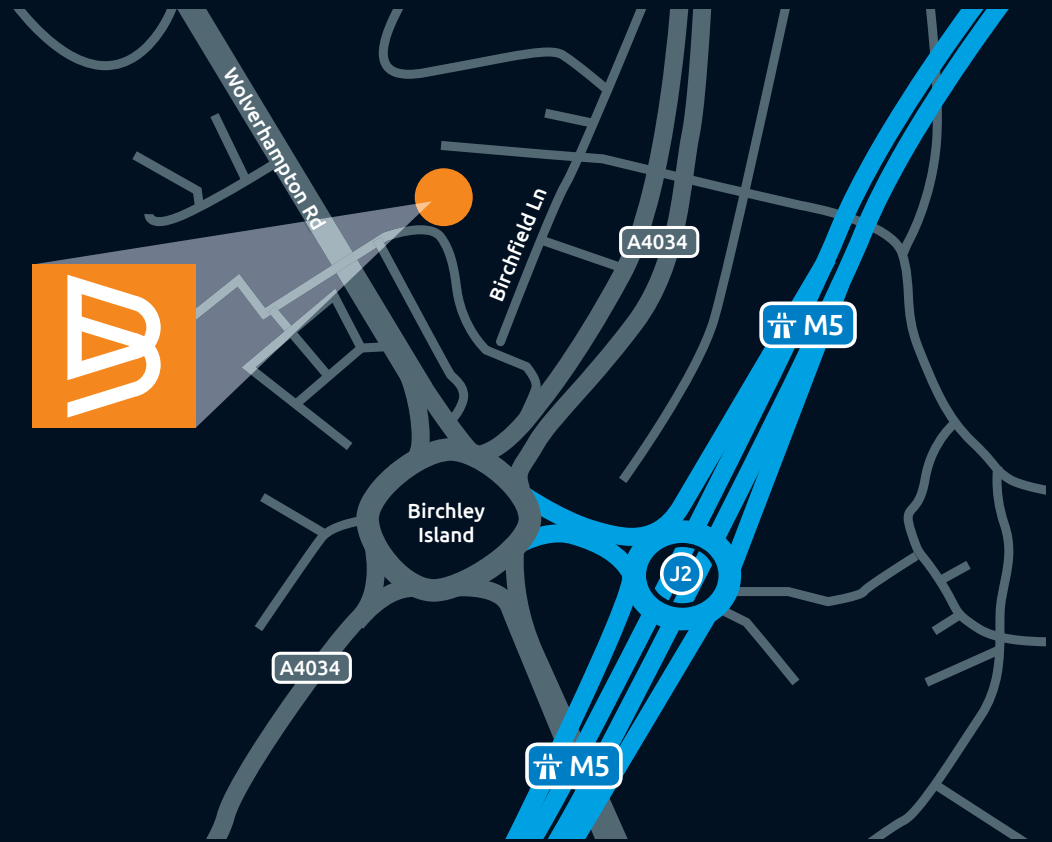 Wolverhampton Rd
Birchfield Ln
A4034
M5
Birchley
Island
J2
A4034
M5